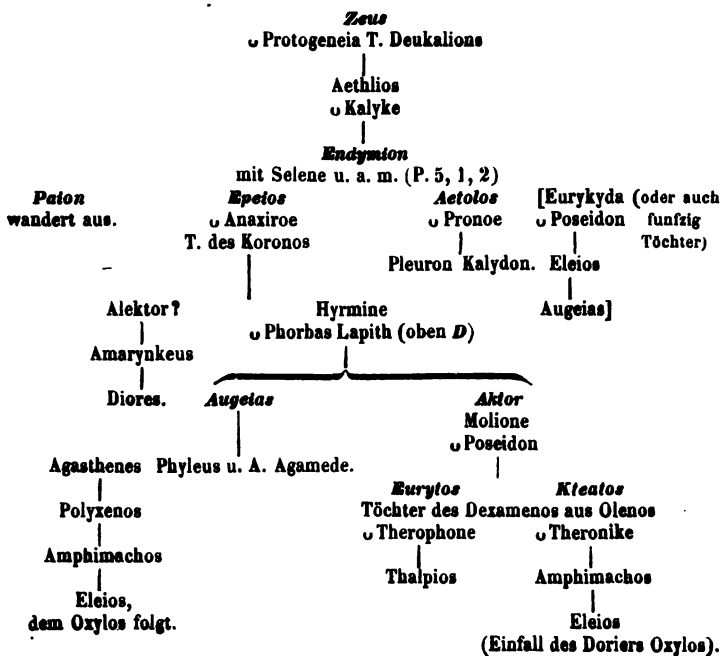 Zeus
ᴗ Protogeneia T. Deukalions
Aethlios
ᴗ Kalyke
Endymion
mit Selene u. a. m. (P. 5, 1, 2)
Paion Epeios Aetolos [Eurykyda (oder auch
wandert aus. ᴗ Anaxiroe ᴗ Pronoe ᴗ Poseidon funfzig
T. des Koronos Töchter)
Pleuron Kalydon. Eleios
Alektor? Hyrmine Augeias]
ᴗ Phorbas Lapith (oben D)
Amarynkeus
Diores. Augeias Aktor
Molione
ᴗ Poseidon
Agasthenes Phyleus u. A. Agamede.
Eurytos Kteatos
Polyxenos Töchter des Dexamenos aus Olenos
ᴗ Therophone ᴗ Theronike
Amphimachos
Thalpios Amphimachos
Eleios,
dem Oxylos folgt. Eleios
(Einfall des Doriers Oxylos).